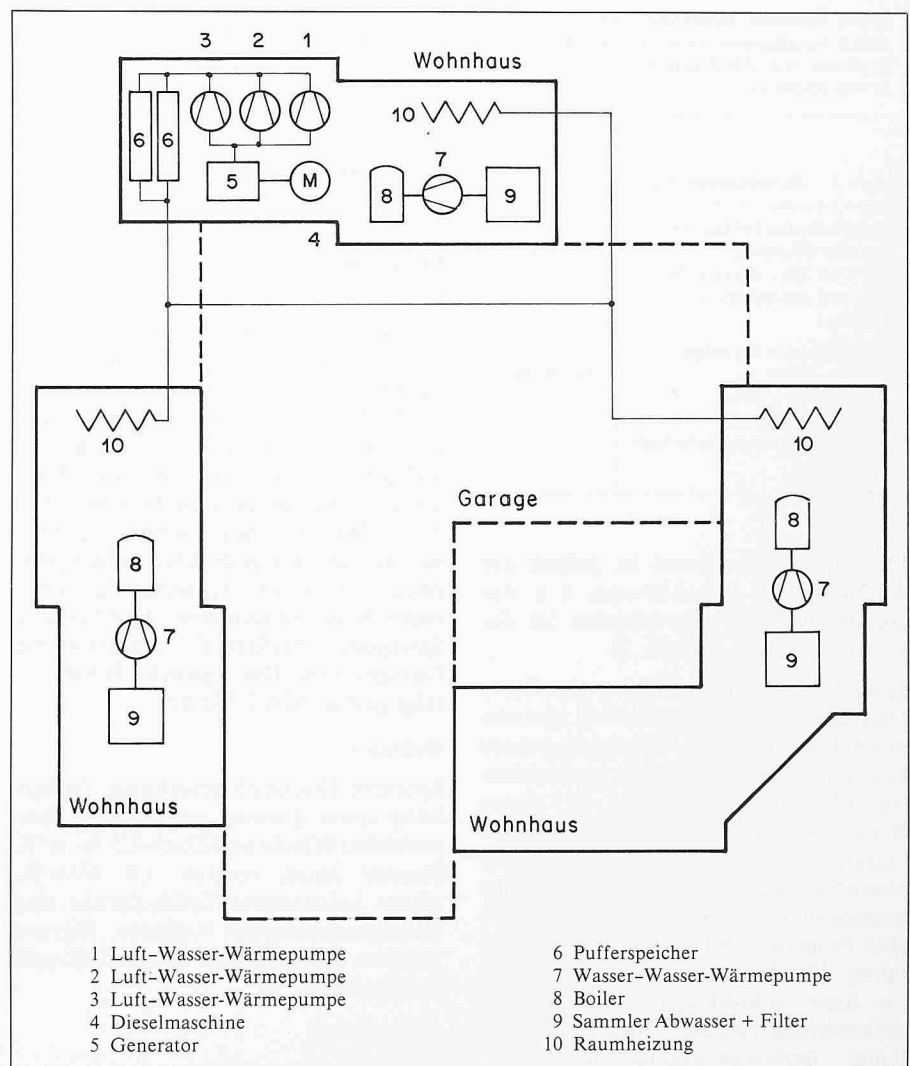 3 2 1
Wohnhaus
6 6
10
7
5 M 8 9
4
10
10
Garage
8
8
7
7
9
9
Wohnhaus
Wohnhaus
1 Luft-Wasser-Wärmepumpe
2 Luft-Wasser-Wärmepumpe
3 Luft-Wasser-Wärmepumpe
4 Dieselmaschine
5 Generator
6 Pufferspeicher
7 Wasser-Wasser-Wärmepumpe
8 Boiler
9 Sammler Abwasser + Filter
10 Raumheizung